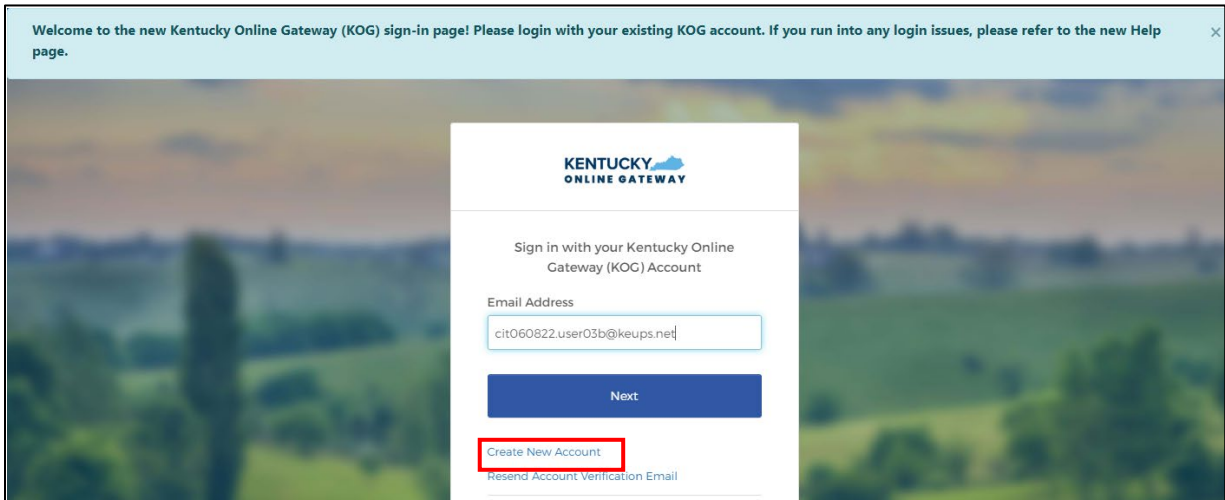 Welcome to the new Kentucky Online Gateway (KOG) sign-in page! Please login with your existing KOG account. If you run into any login issues, please refer to the new Help
page.
×
KENTUCKY
ONLINE GATEWAY
Sign in with your Kentucky Online
Gateway (KOG) Account
Email Address
cit060822.user03b@keups.net
Next
Create New Account
Resend Account Verification Email